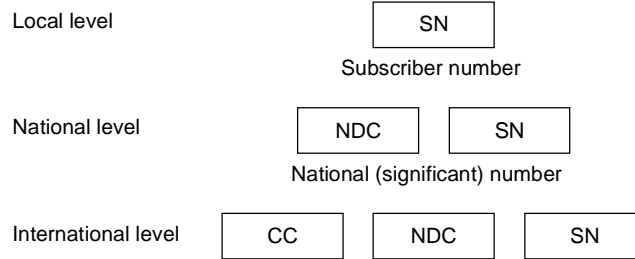 Local level SN
Subscriber number
National level NDC SN
National (significant) number
International level CC NDC SN